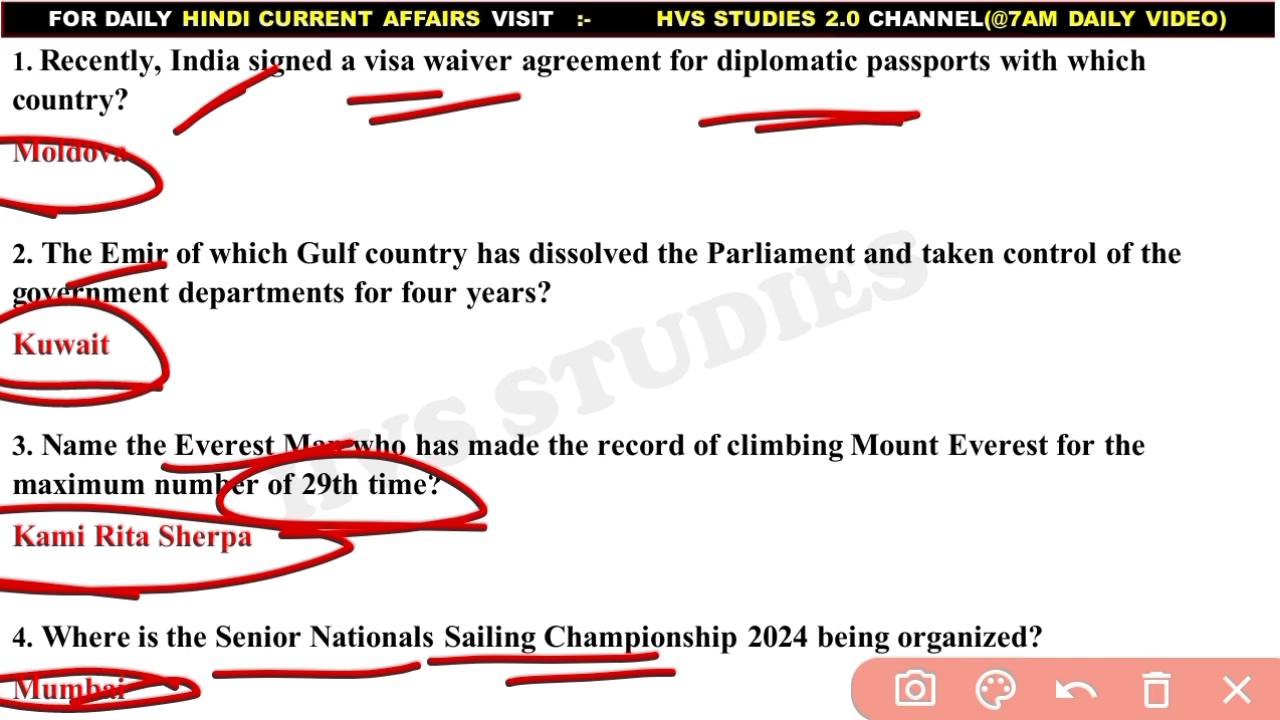 FOR DAILY HINDI CURRENT AFFAIRS VISIT :- HVS STUDIES 2.0 CHANNEL(@7AM DAILY VIDEO)
1. Recently, India signed a visa waiver agreement for diplomatic passports with which
country?
Moldova
2. The Emir of which Gulf country has dissolved the Parliament and taken control of the
government departments for four years?
Kuwait
HVS STUDIES
3. Name the Everest Man who has made the record of climbing Mount Everest for the
maximum number of 29th time?
Kami Rita Sherpa
4. Where is the Senior Nationals Sailing Championship 2024 being organized?
Mumbai